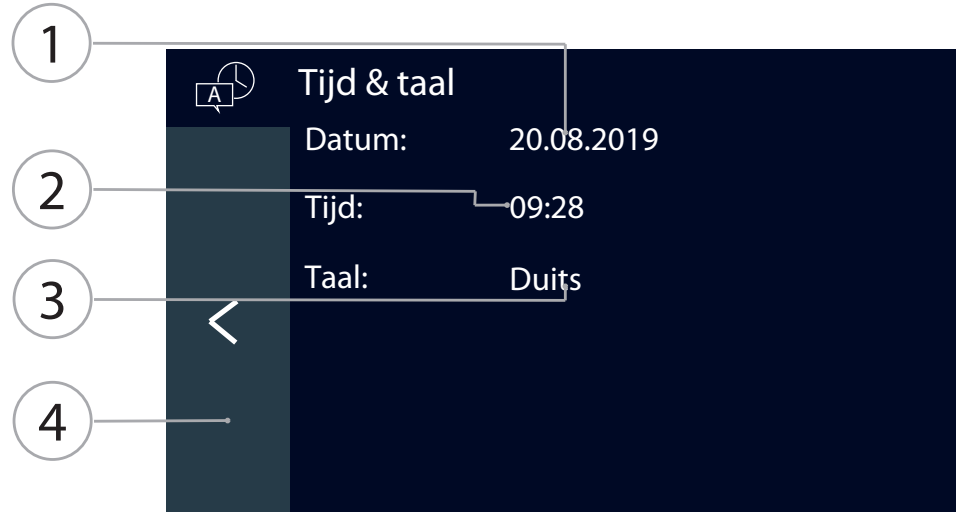 1
A Tijd & taal
Datum: 20.08.2019
2
Tijd: 09:28
3
Taal: Duits
4